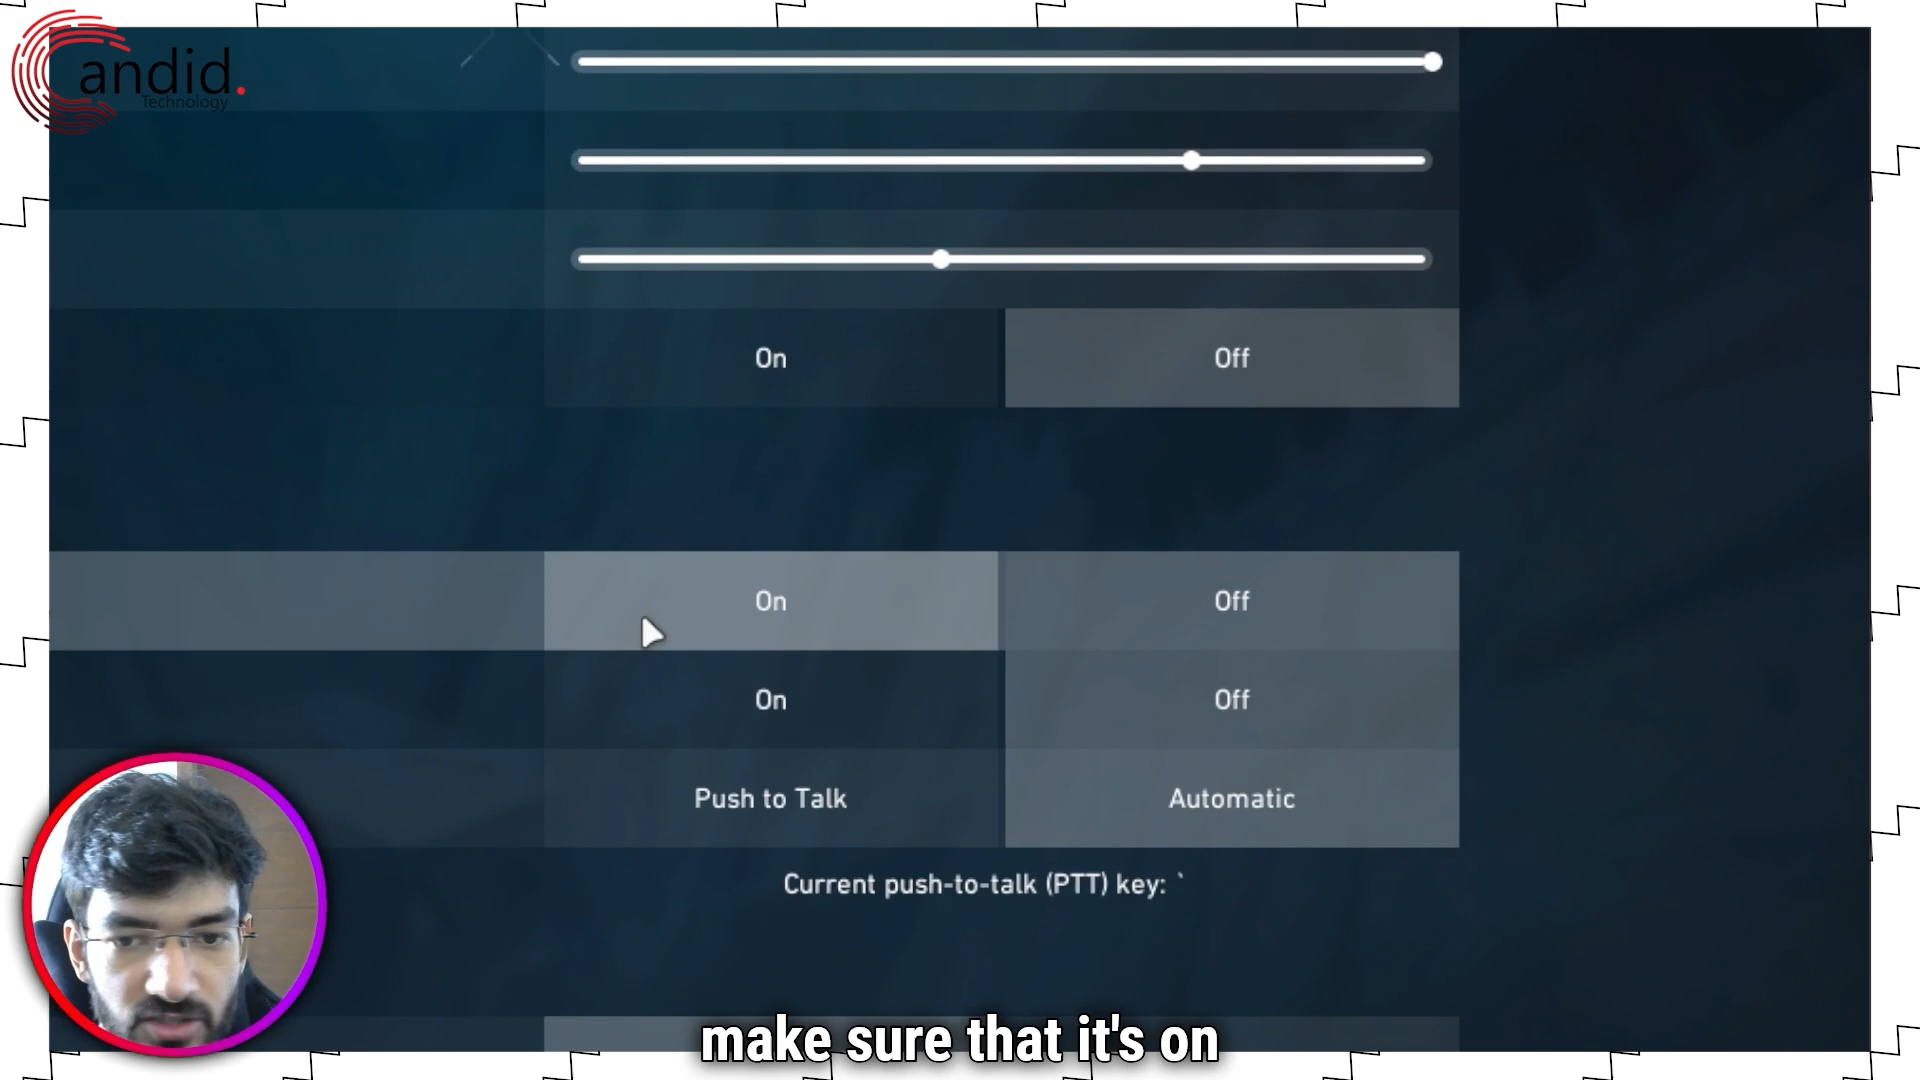 Candid.
Technology
On Off
On Off
On Off
Push to Talk Automatic
Current push-to-talk (PTT) key: `
make sure that it's on